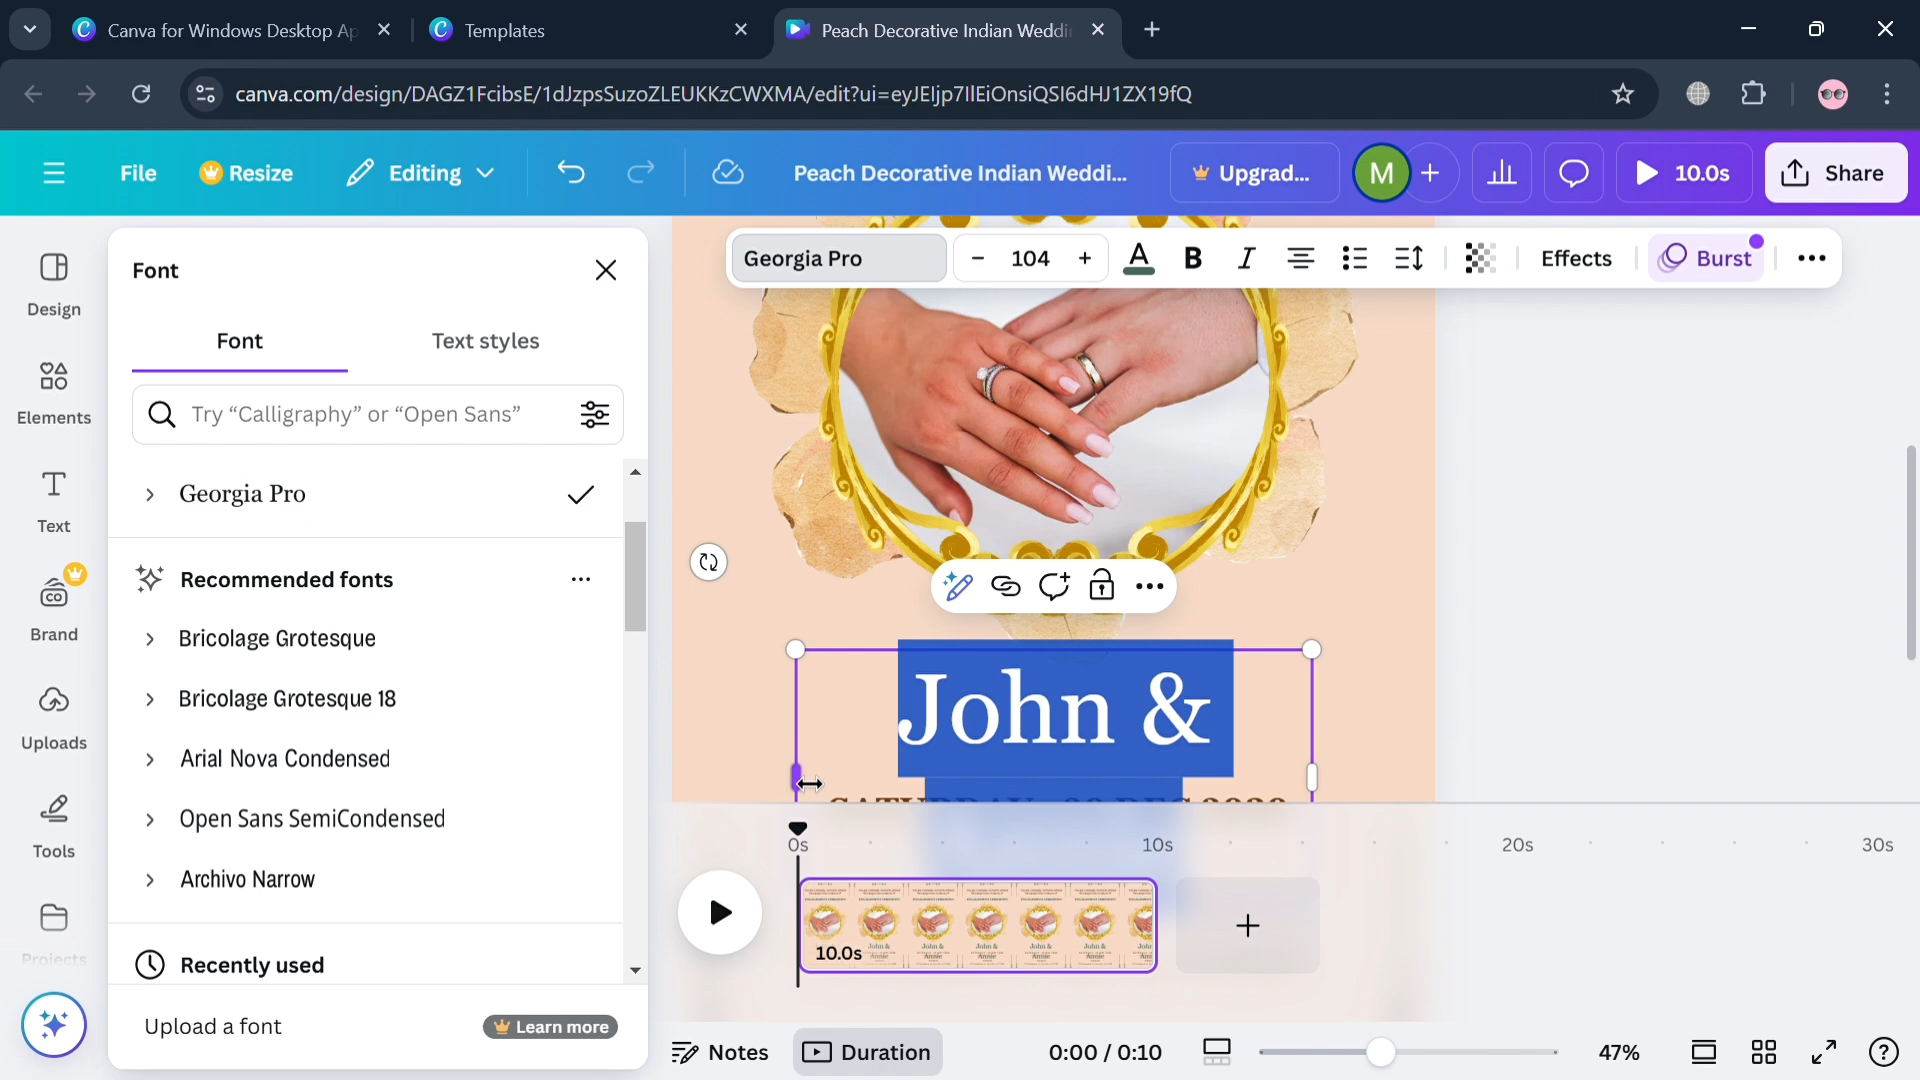 Canva for Windows Desktop Ap
Templates
Peach Decorative Indian Weddi
canva.com/design/DAGZ1FcibsE/1dJzpsSuzoZLEUKKzCWXMA/edit?ui=eyJEIjp7IlEiOnsiQSI6dHJ1ZX19fQ
File
Resize
Editing
Peach Decorative Indian Weddi...
Upgrad...
M
10.0s
Share
Design
Elements
Text
Brand
Uploads
Tools
Projects
Font
Font
Text styles
Try “Calligraphy” or “Open Sans”
Georgia Pro
Recommended fonts
Bricolage Grotesque
Bricolage Grotesque 18
Arial Nova Condensed
Open Sans SemiCondensed
Archivo Narrow
Recently used
Upload a font
Learn more
Georgia Pro
- 104 +
A B I
Effects
Burst
John &
0s
10s
20s
30s
10.0s
Notes
Duration
0:00 / 0:10
47%